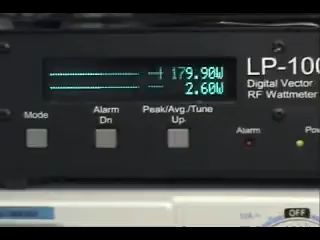 179.90W
2.60W
LP-100
Digital Vector
RF Wattmeter
Mode
Alarm
Dn
Peak/Avg./Tune
Up
Alarm
Po
OFF